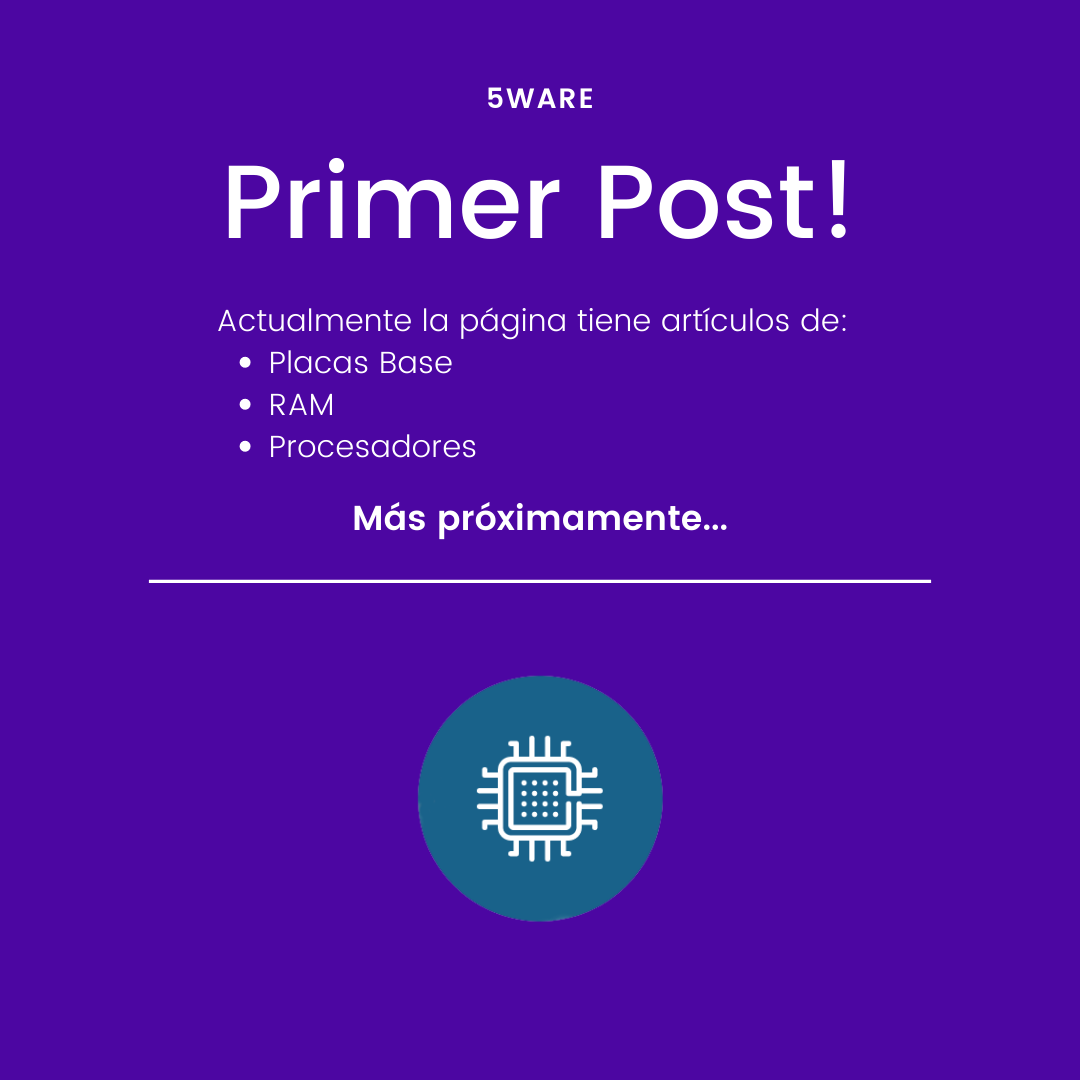 5WARE
Primer Post!
Actualmente la página tiene artículos de:
• Placas Base
• RAM
• Procesadores
Más próximamente...